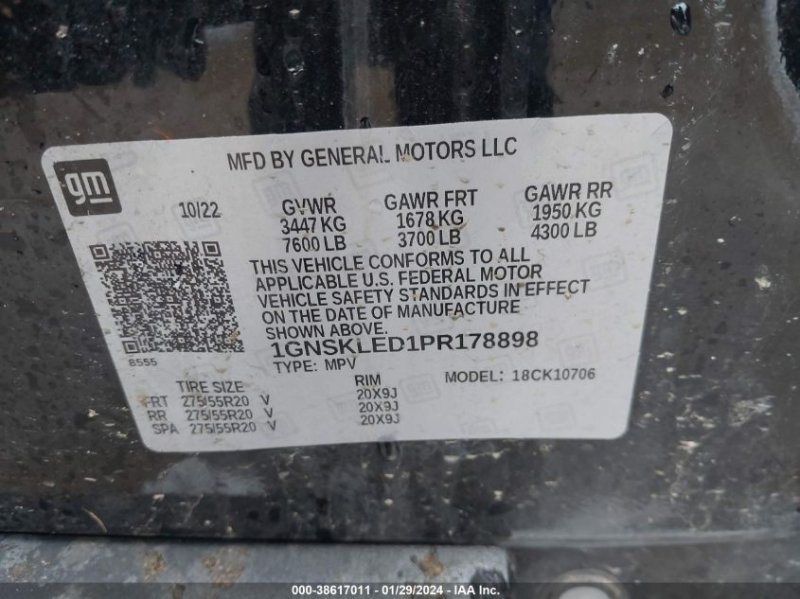 MFD BY GENERAL MOTORS LLC
gm
10/22 GVWR GAWR FRT GAWR RR
3447 KG 1678 KG 1950 KG
7600 LB 3700 LB 4300 LB
THIS VEHICLE CONFORMS TO ALL
APPLICABLE U.S. FEDERAL MOTOR
VEHICLE SAFETY STANDARDS IN EFFECT
ON THE DATE OF MANUFACTURE
SHOWN ABOVE.
8555
1GNSKLED1PR178898
TYPE: MPV MODEL: 18CK10706
TIRE SIZE RIM
FRT 275/55R20 V 20X9J
RR 275/55R20 V 20X9J
SPA 275/55R20 V 20X9J
000-38617011 - 01/29/2024 - IAA Inc.